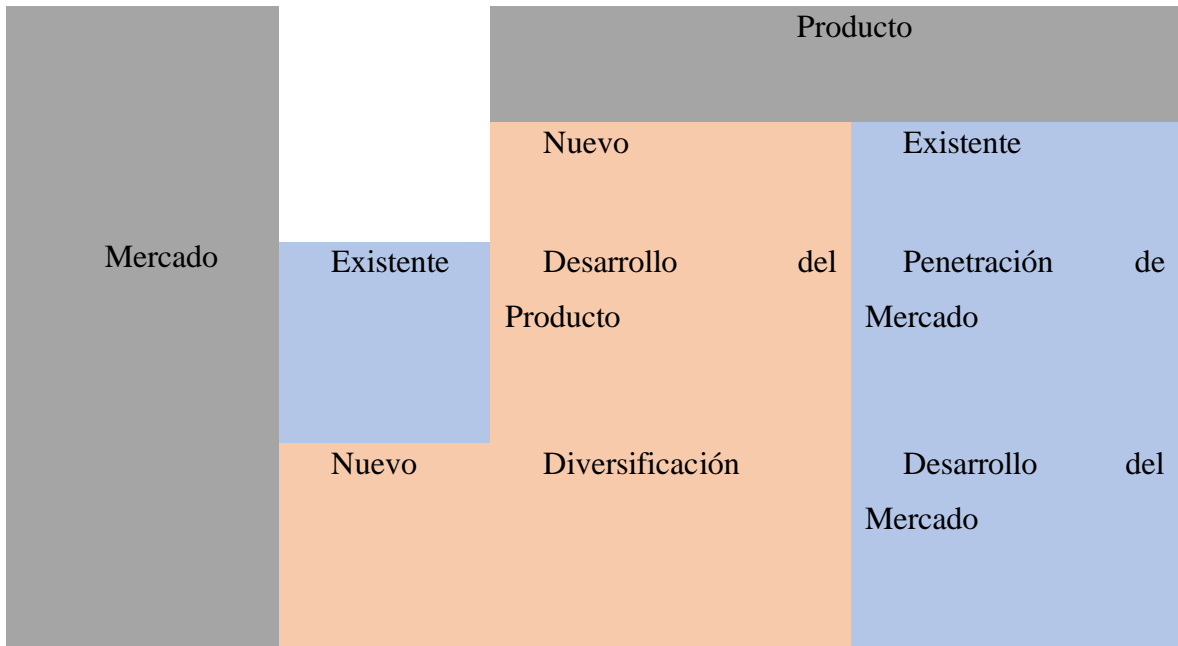 Producto
Nuevo Existente
Mercado Existente Desarrollo del Penetración de
Producto Mercado
Nuevo Diversificación Desarrollo del
Mercado